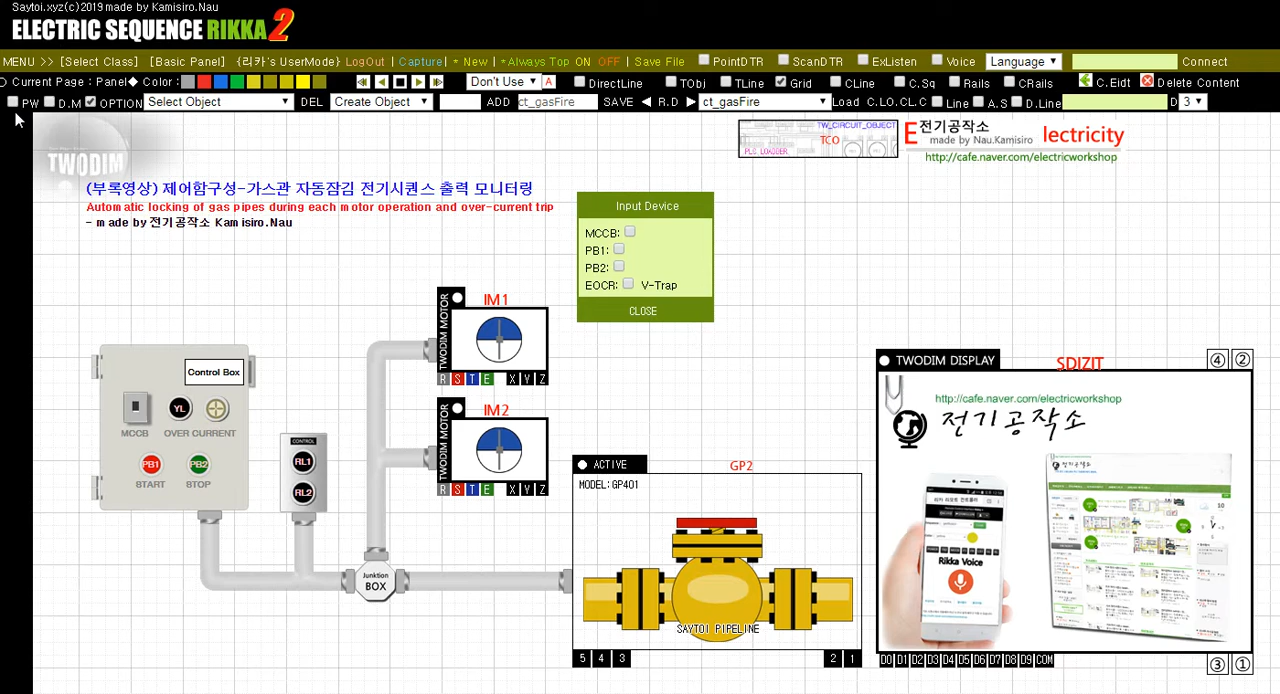 Saytoi.xyz(c)2019 made by Kamisiro.Nau
ELECTRIC SEQUENCE RIKKA 2
MENU >> [Select Class] [Basic Panel] {리카's UserMode} LogOut | Capture | * New | *Always Top ON OFF | Save File PointDTR ScanDTR ExListen Voice Language Connect
Current Page : Panel◆ Color : Don't Use A DirectLine TObj TLine Grid CLine C.Sq Rails CRails C.Eidt Delete Content
PW D.M OPTION Select Object DEL Create Object ADD ct_gasFire SAVE ◀ R.D ▶ ct_gasFire Load C.LO.CL.C Line A.S D.Line D 3
TWODIM
TW_CIRCUIT_OBJECT
TCO
PLC LOADER
E전기공작소
made by Nau.Kamisiro
lectricity
http://cafe.naver.com/electricworkshop
(부록영상) 제어함구성-가스관 자동잠김 전기시퀀스 출력 모니터링
Automatic locking of gas pipes during each motor operation and over-current trip
- made by 전기공작소 Kamisiro.Nau
Input Device
MCCB:
PB1:
PB2:
EOCR: V-Trap
CLOSE
IM1
TWODIM MOTOR
R S T E X Y Z
IM2
TWODIM MOTOR
R S T E X Y Z
Control Box
YL
MCCB OVER CURRENT
PB1 PB2
START STOP
CONTROL
RL1
RL2
Junktion
BOX
ACTIVE
GP2
MODEL:GP401
SAYTOI PIPELINE
5 4 3 2 1
TWODIM DISPLAY
SDIZIT
④ ②
http://cafe.naver.com/electricworkshop
전기공작소
Rikka Voice
D0 D1 D2 D3 D4 D5 D6 D7 D8 D9 COM
③ ①